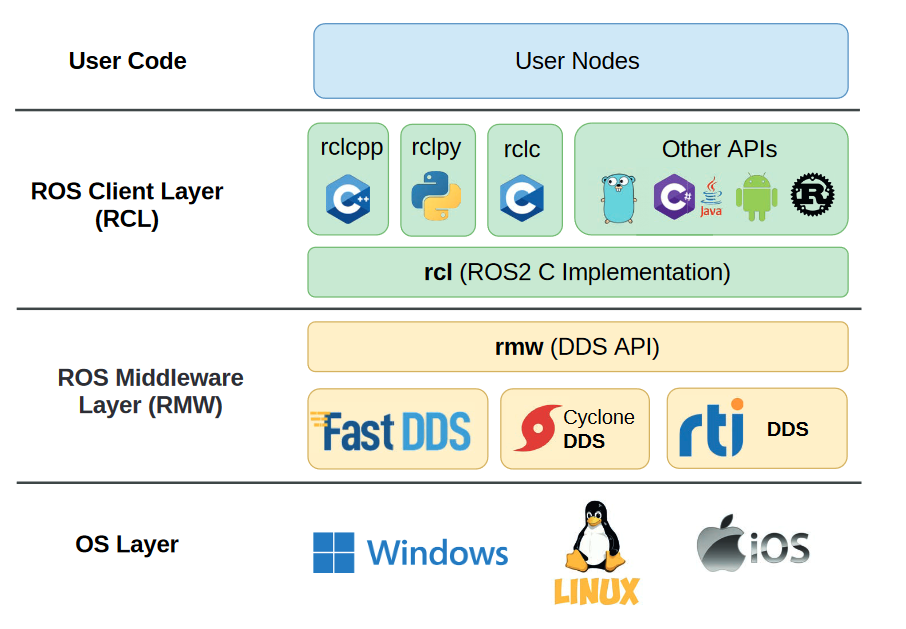 User Code
User Nodes
ROS Client Layer
(RCL)
rclcpp
rclpy
rclc
Other APIs
C++
C
C#
Java
R
rcl (ROS2 C Implementation)
ROS Middleware
Layer (RMW)
rmw (DDS API)
Fast DDS
Cyclone
DDS
rti
DDS
OS Layer
Windows
LINUX
iOS